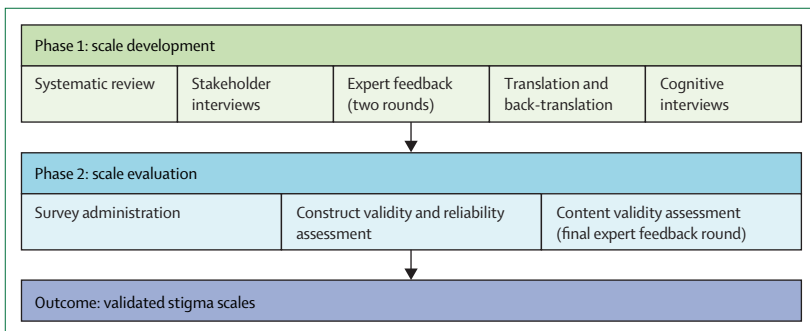 Phase 1: scale development
Systematic review
Stakeholder
interviews
Expert feedback
(two rounds)
Translation and
back-translation
Cognitive
interviews
Phase 2: scale evaluation
Survey administration
Construct validity and reliability
assessment
Content validity assessment
(final expert feedback round)
Outcome: validated stigma scales